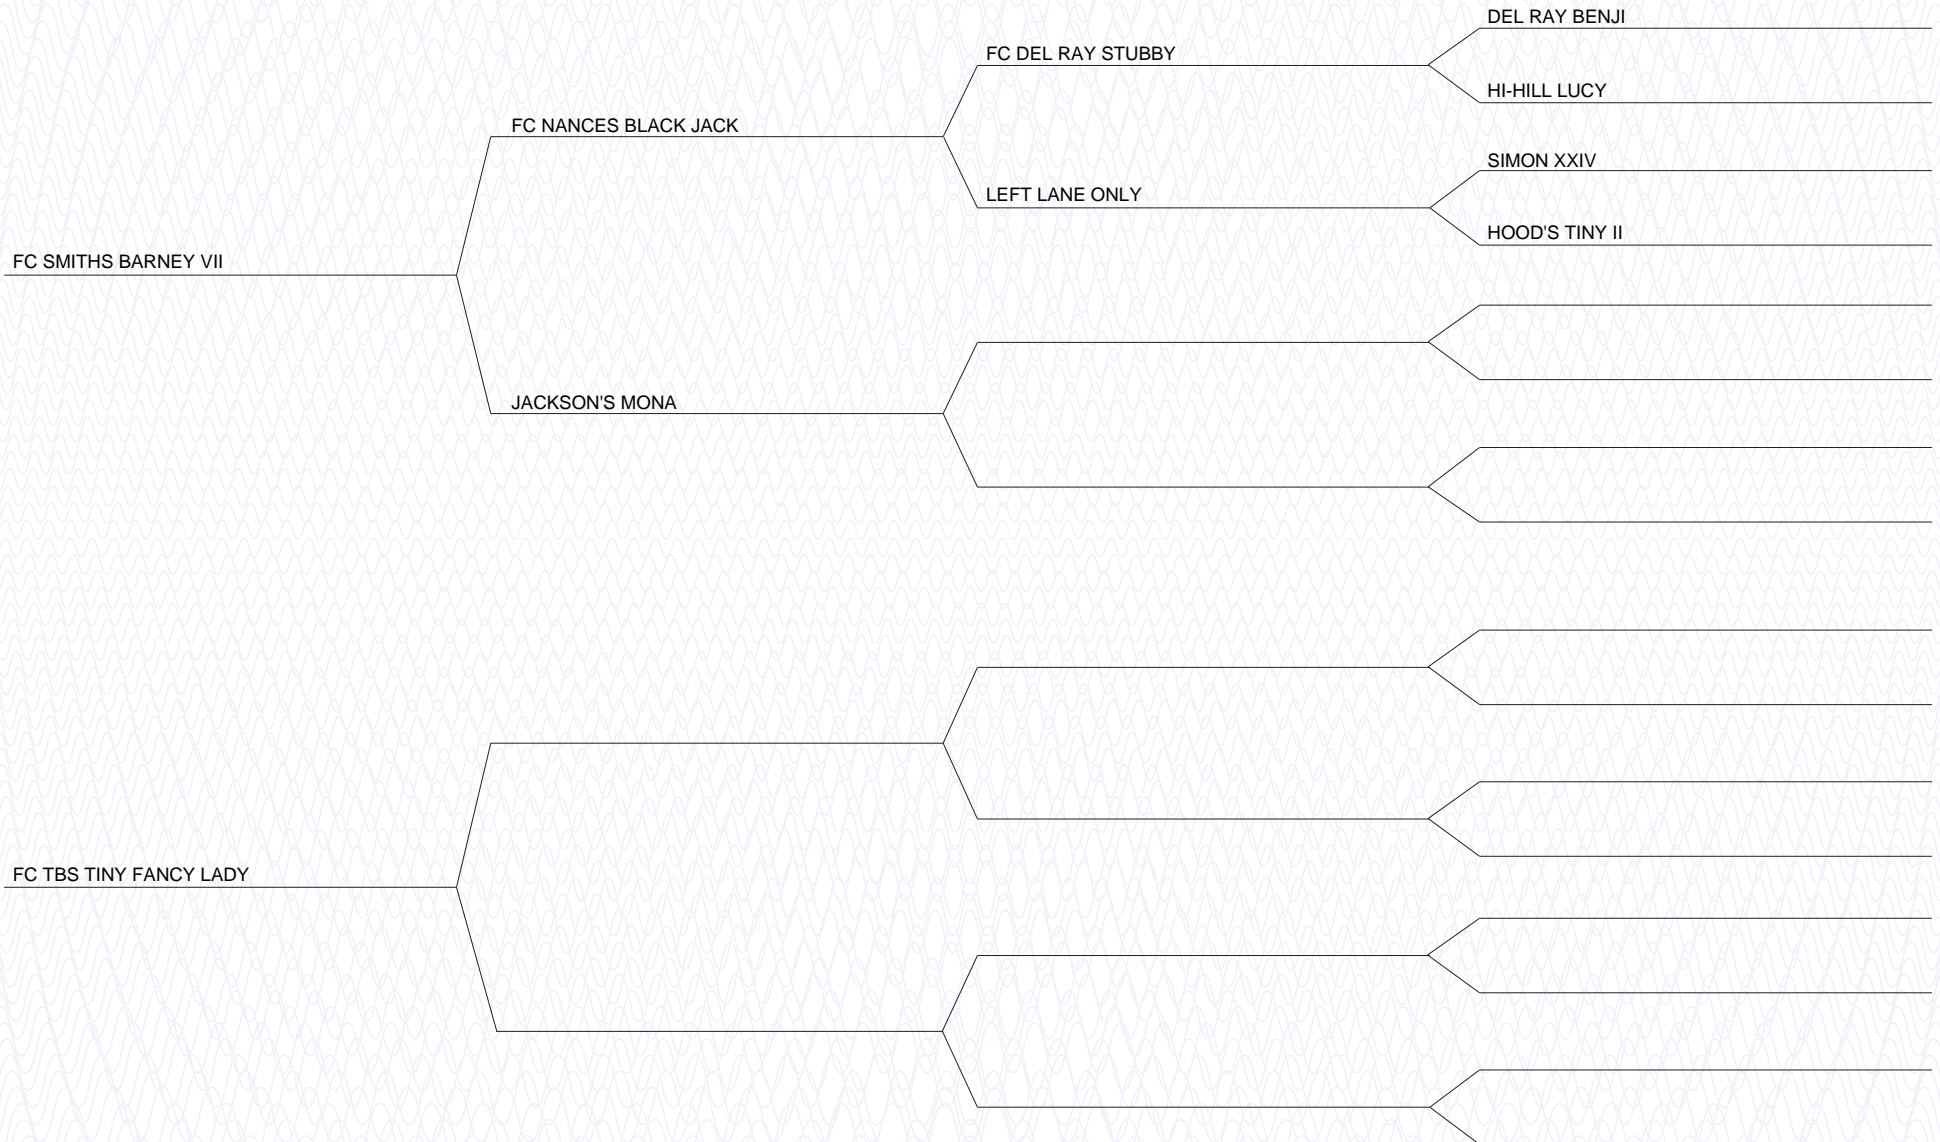 DEL RAY BENJI
FC DEL RAY STUBBY
HI-HILL LUCY
FC NANCES BLACK JACK
SIMON XXIV
LEFT LANE ONLY
HOOD'S TINY II
FC SMITHS BARNEY VII
JACKSON'S MONA
FC TBS TINY FANCY LADY